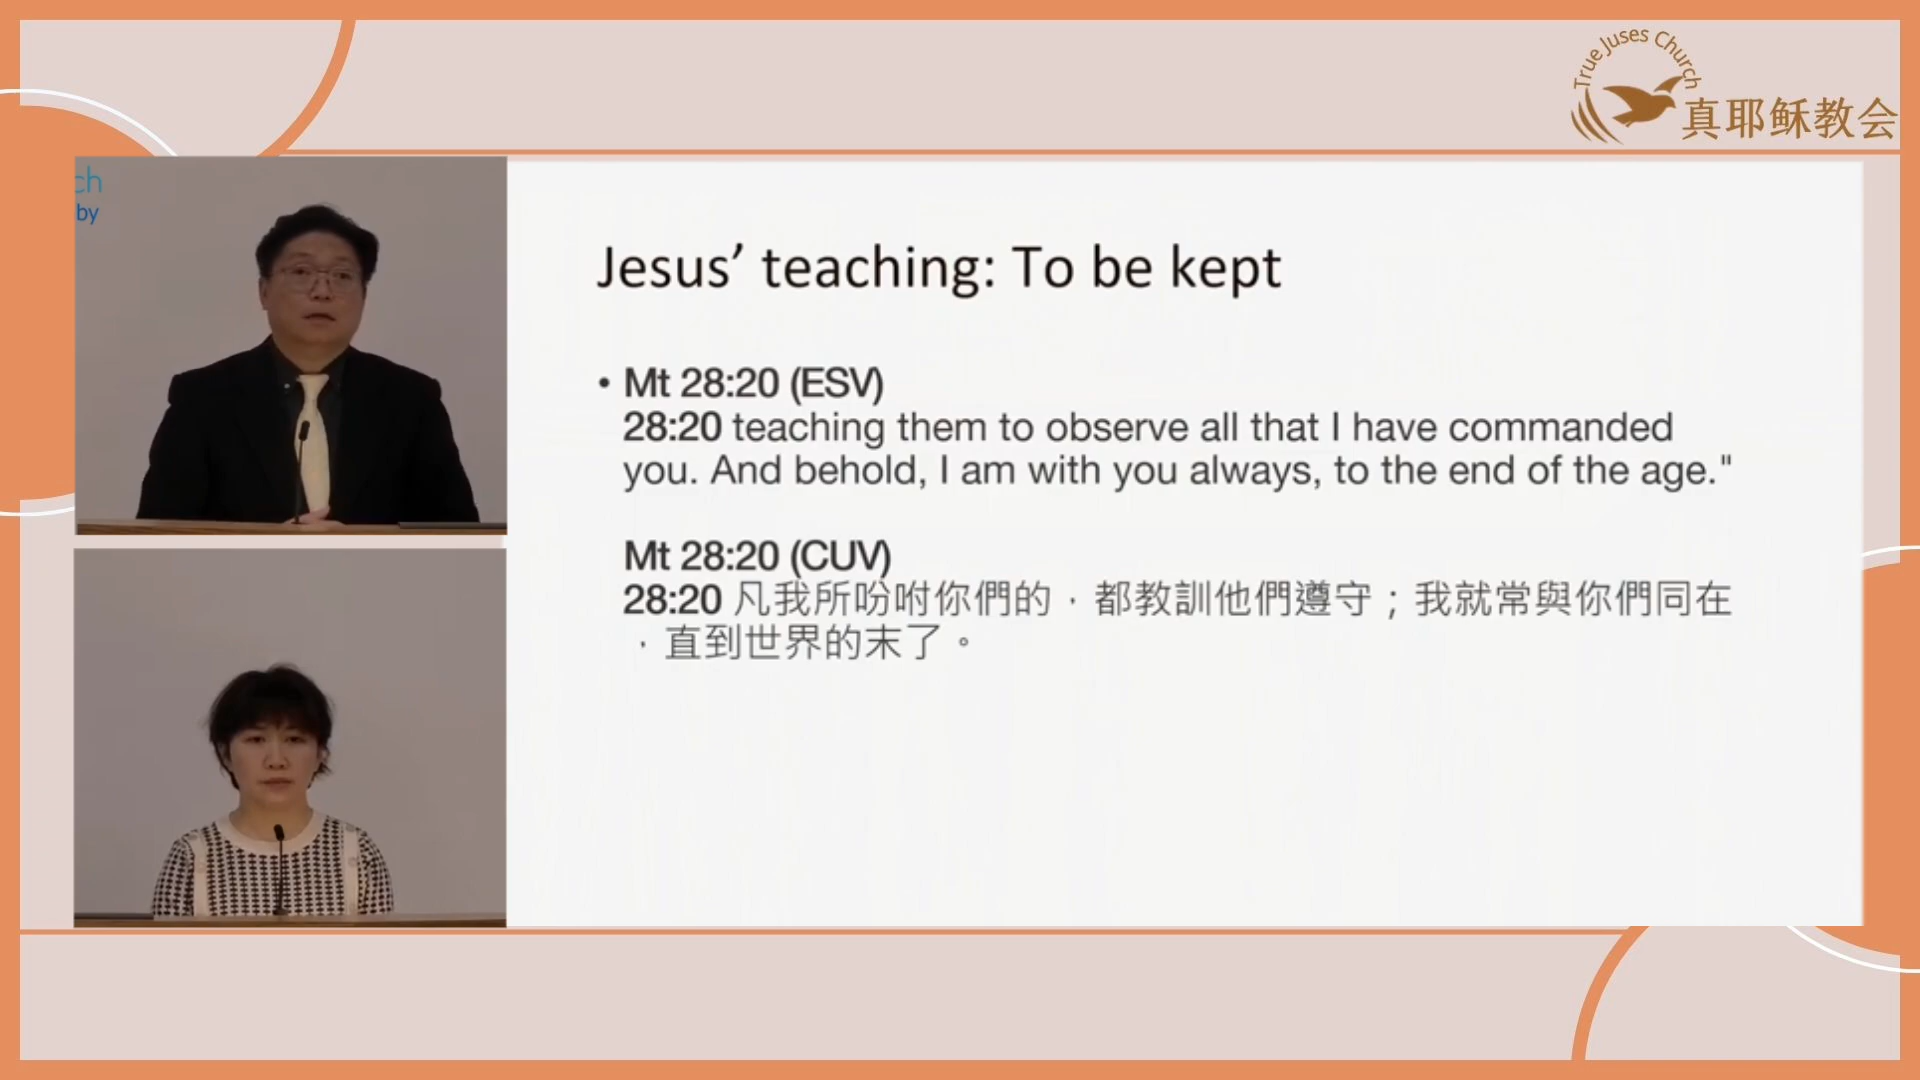 True Juses Church
真耶稣教会
ch
by
Jesus’ teaching: To be kept
• Mt 28:20 (ESV)
28:20 teaching them to observe all that I have commanded
you. And behold, I am with you always, to the end of the age."
Mt 28:20 (CUV)
28:20 凡我所吩咐你們的，都教訓他們遵守；我就常與你們同在
，直到世界的末了。